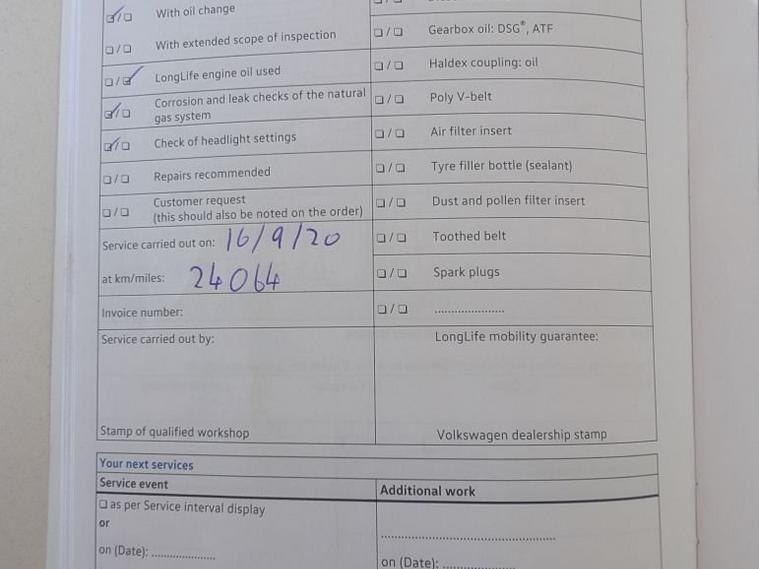 ☑/☐ With oil change
☐/☐ With extended scope of inspection
☐/☑ LongLife engine oil used
☑/☐ Corrosion and leak checks of the natural
gas system
☑/☐ Check of headlight settings
☐/☐ Repairs recommended
☐/☐ Customer request
(this should also be noted on the order)
Service carried out on: 16/9/20
at km/miles: 24064
Invoice number:
Service carried out by:
Stamp of qualified workshop
☐/☐ Gearbox oil: DSG®, ATF
☐/☐ Haldex coupling: oil
☐/☐ Poly V-belt
☐/☐ Air filter insert
☐/☐ Tyre filler bottle (sealant)
☐/☐ Dust and pollen filter insert
☐/☐ Toothed belt
☐/☐ Spark plugs
☐/☐ .....................
LongLife mobility guarantee:
Volkswagen dealership stamp
Your next services
Service event
☐ as per Service interval display
or
on (Date): ...................
Additional work
...................................................
on (Date): .....................